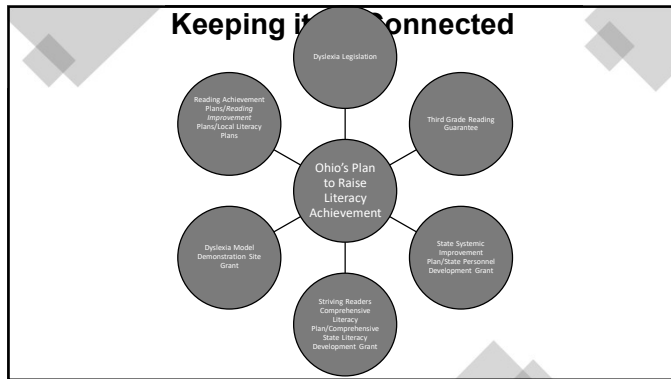 Keeping it Connected
Dyslexia Legislation
Reading Achievement
Plans/Reading
Improvement
Plans/Local Literacy
Plans
Third Grade Reading
Guarantee
Ohio's Plan
to Raise
Literacy
Achievement
Dyslexia Model
Demonstration Site
Grant
State Systemic
Improvement
Plan/State Personnel
Development Grant
Striving Readers
Comprehensive
Literacy
Plan/Comprehensive
State Literacy
Development Grant